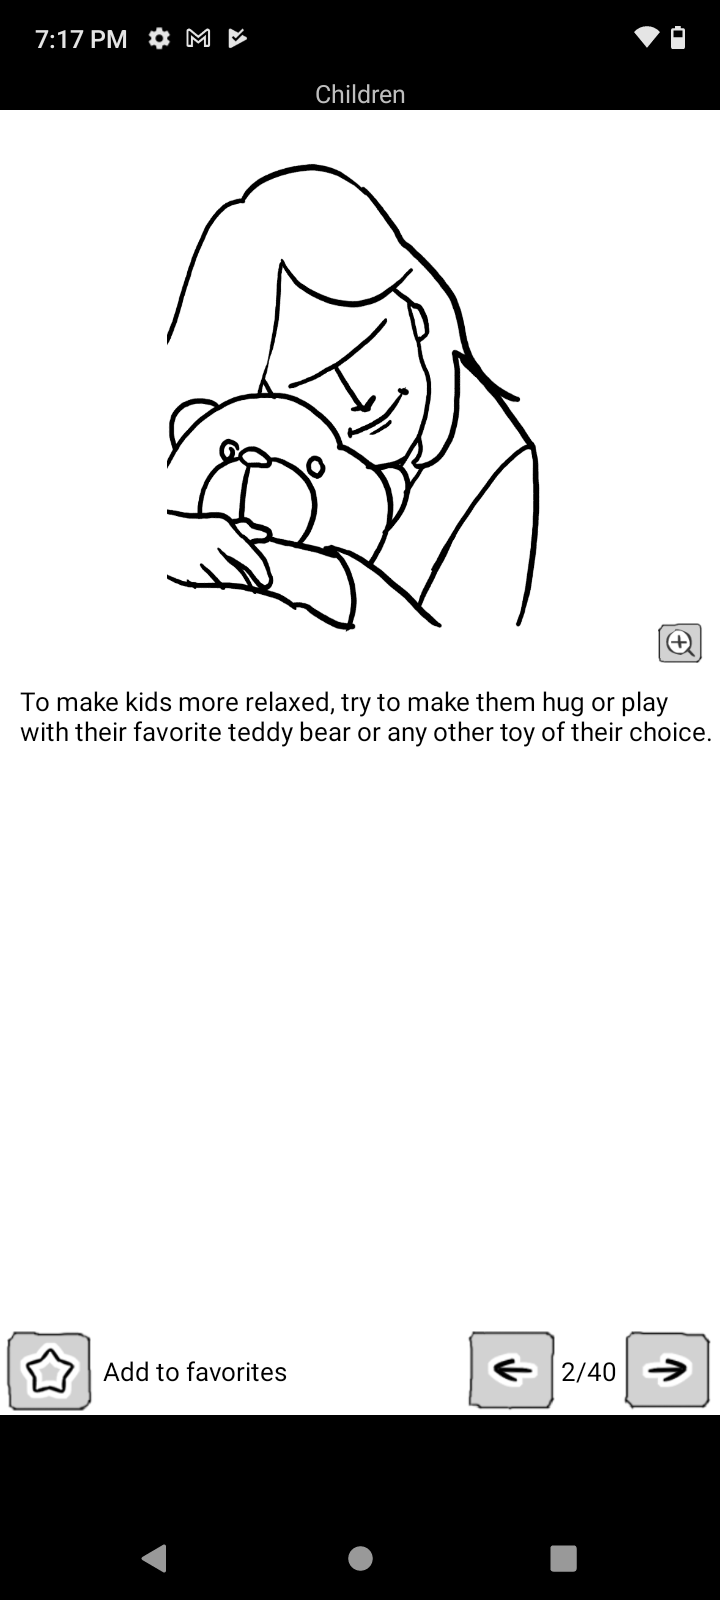 7:17 PM
Children
To make kids more relaxed, try to make them hug or play
with their favorite teddy bear or any other toy of their choice.
Add to favorites
2/40